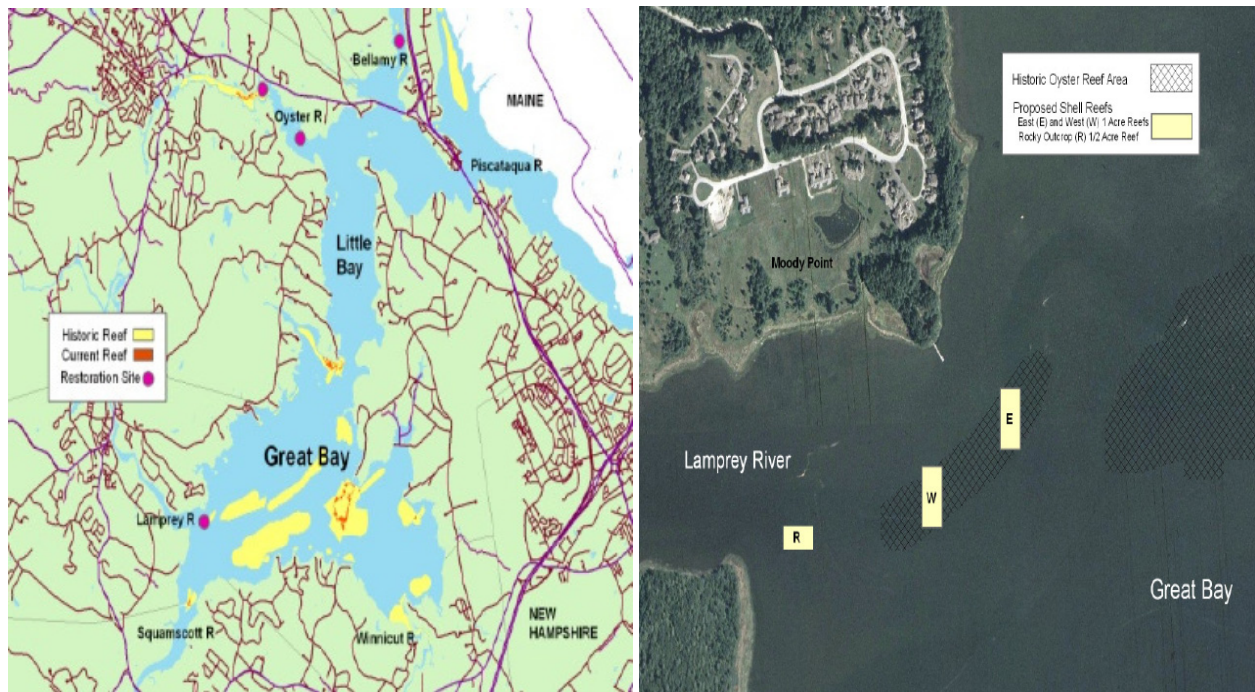 Bellamy R
MAINE
Oyster R
Piscataqua R
Little
Bay
Historic Reef
Current Reef
Restoration Site
Great Bay
Lamprey R
Squamscott R
Winnicut R
NEW
HAMPSHIRE
Historic Oyster Reef Area
Proposed Shell Reefs
East (E) and West (W) 1 Acre Reefs
Rocky Outcrop (R) 1/2 Acre Reef
Moody Point
E
Lamprey River
W
R
Great Bay